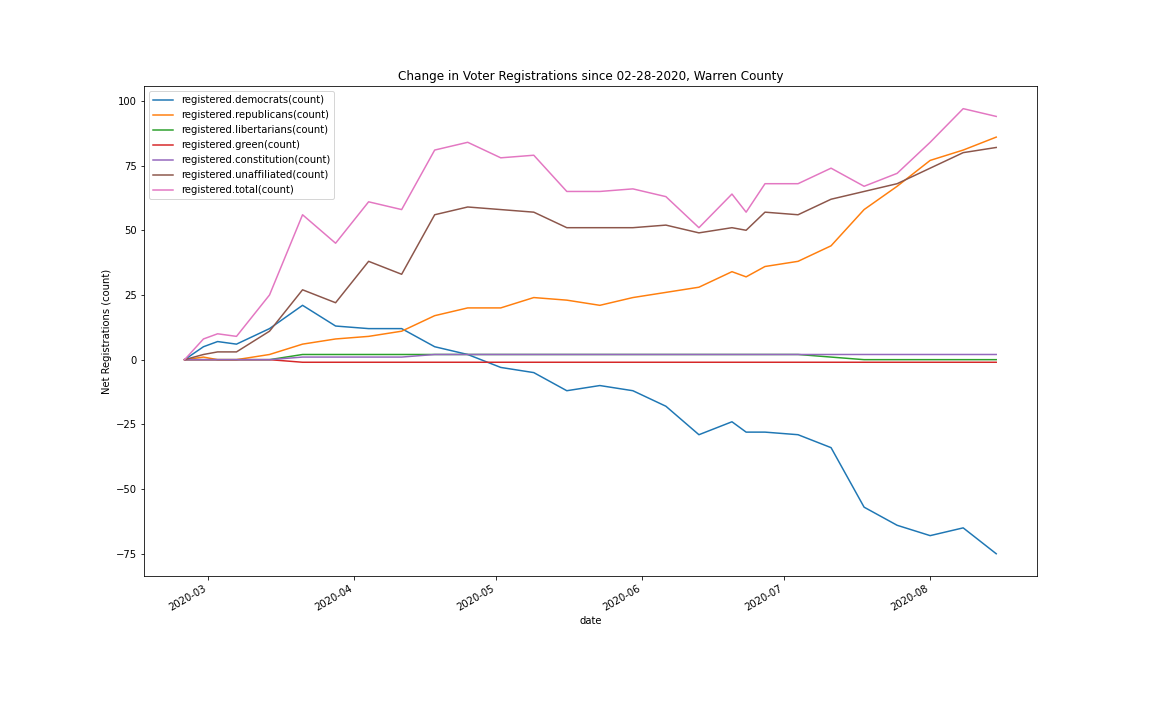 Change in Voter Registrations since 02-28-2020, Warren County
registered.democrats(count)
registered.republicans(count)
registered.libertarians(count)
registered.green(count)
registered.constitution(count)
registered.unaffiliated(count)
registered.total(count)
Net Registrations (count)
100
75
50
25
0
−25
−50
−75
2020-03
2020-04
2020-05
2020-06
2020-07
2020-08
date